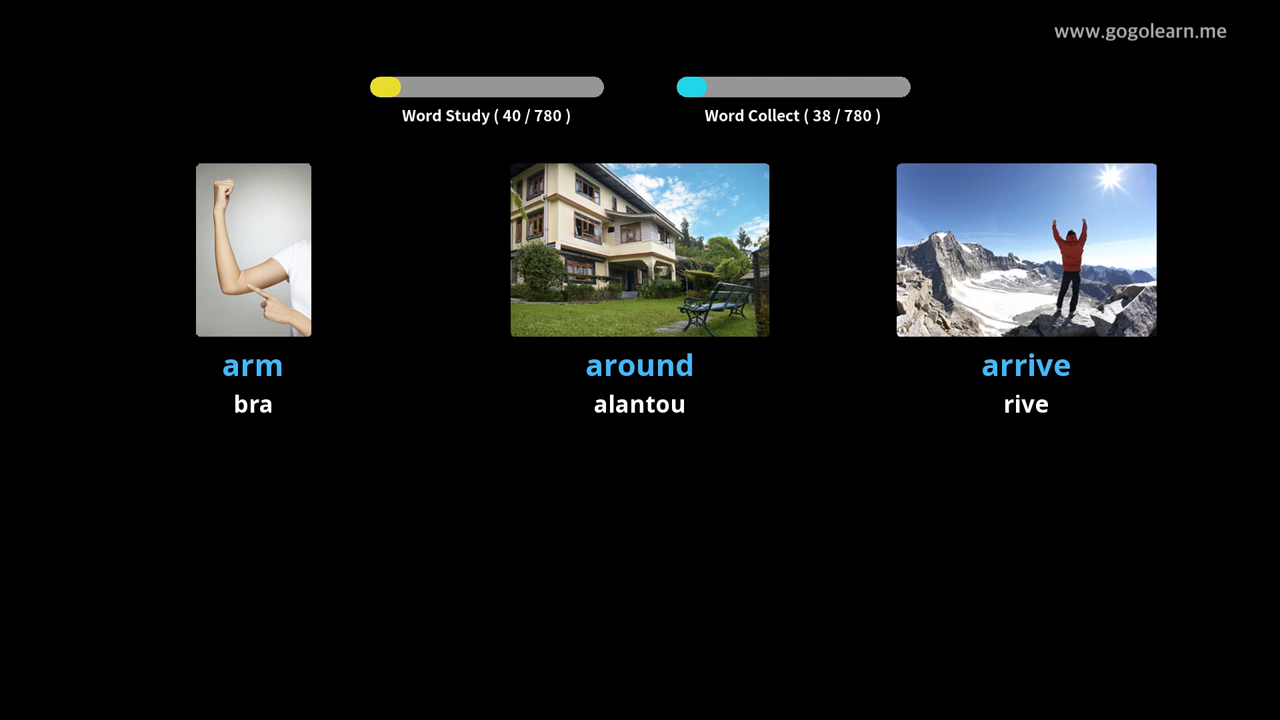 www.gogolearn.me
Word Study ( 40 / 780 )
Word Collect ( 38 / 780 )
arm
bra
around
alantou
arrive
rive